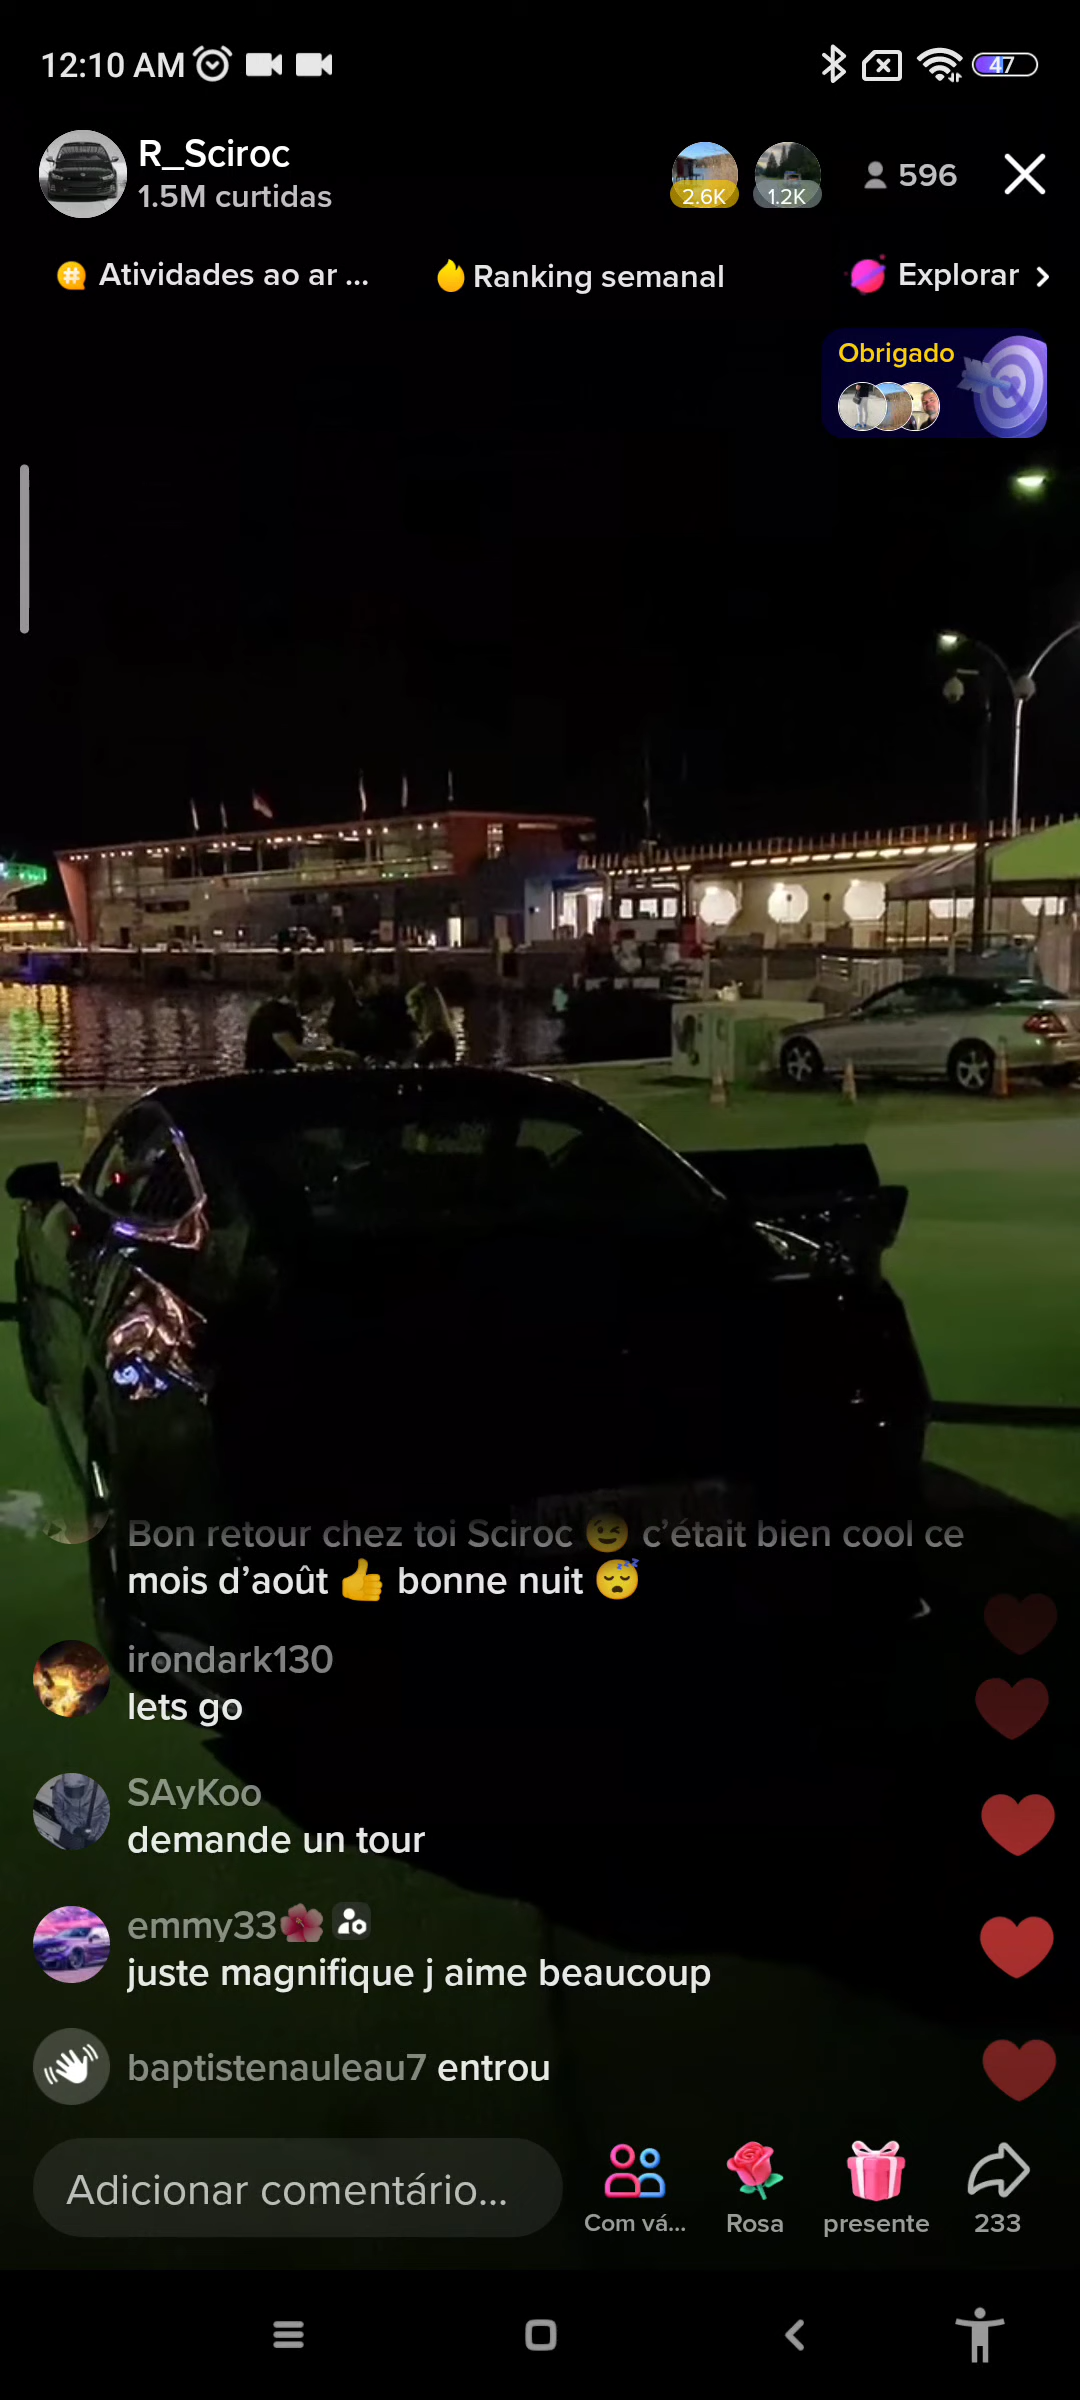 12:10 AM
47
R_Sciroc
1.5M curtidas
2.6K
1.2K
596
Atividades ao ar ...
Ranking semanal
Explorar
Obrigado
Bon retour chez toi Sciroc 😉 c’était bien cool ce
mois d’août 👍 bonne nuit 😴
irondark130
lets go
SAyKoo
demande un tour
emmy33🌺
juste magnifique j aime beaucoup
baptistenauleau7 entrou
Adicionar comentário...
Com vá...
Rosa
presente
233